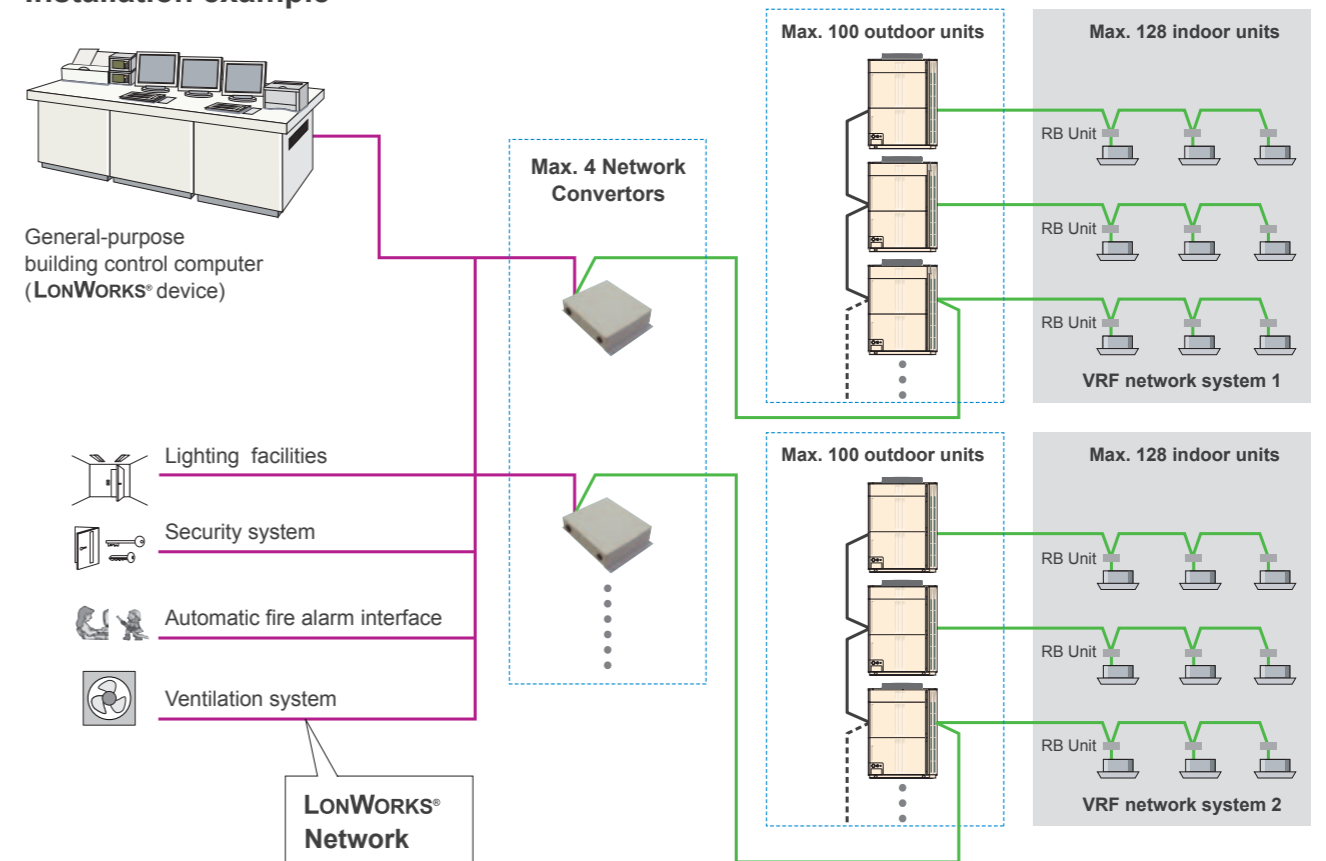 Installation example
General-purpose
building control computer
(LONWORKS® device)
Max. 4 Network
Convertors
Max. 100 outdoor units
Max. 128 indoor units
RB Unit
RB Unit
RB Unit
VRF network system 1
Lighting facilities
Security system
Automatic fire alarm interface
Ventilation system
LONWORKS®
Network
Max. 100 outdoor units
Max. 128 indoor units
RB Unit
RB Unit
RB Unit
VRF network system 2